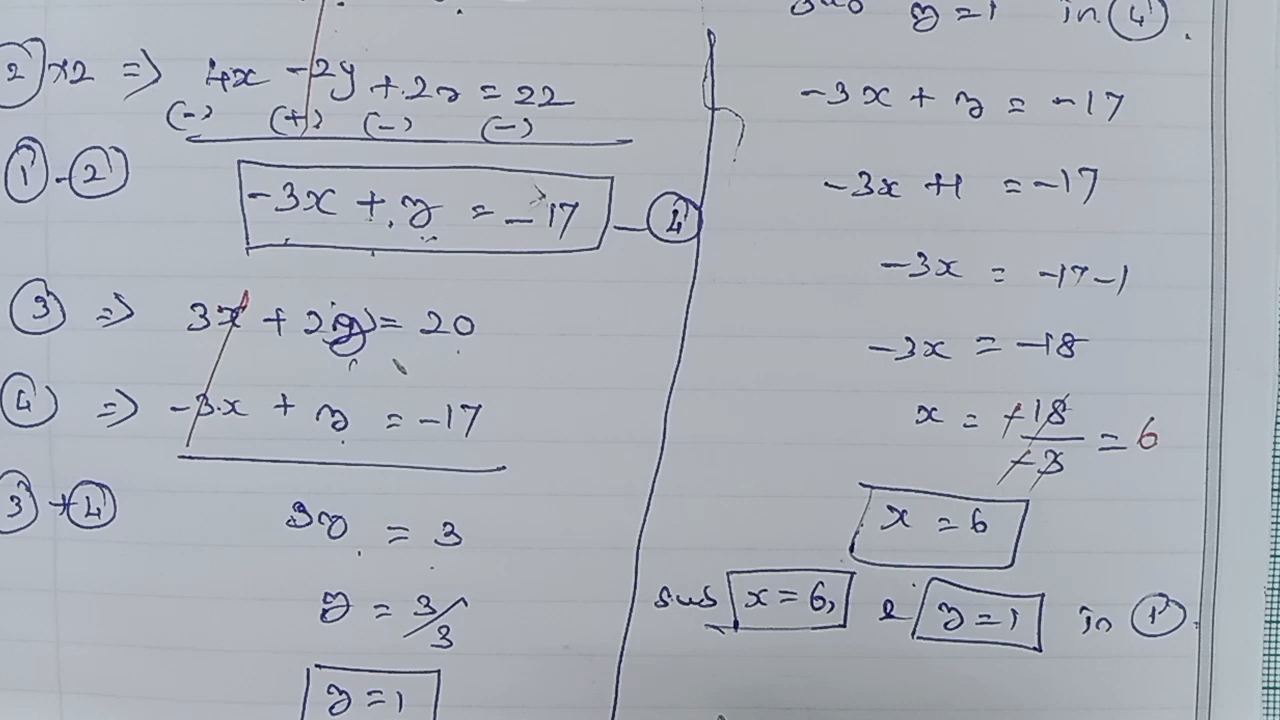 ② ×2 ⇒ 4x - 2y + 2z = 22
(-) (+) (-) (-)
① - ② -3x + z = -17 — ④
③ ⇒ 3x + 2z = 20
④ ⇒ -3x + z = -17
③ + ④ 3z = 3
z = 3/3
z = 1
sub z = 1 in ④.
-3x + z = -17
-3x + 1 = -17
-3x = -17 - 1
-3x = -18
x = -18/-3 = 6
x = 6
sub x = 6, & z = 1 in ①.